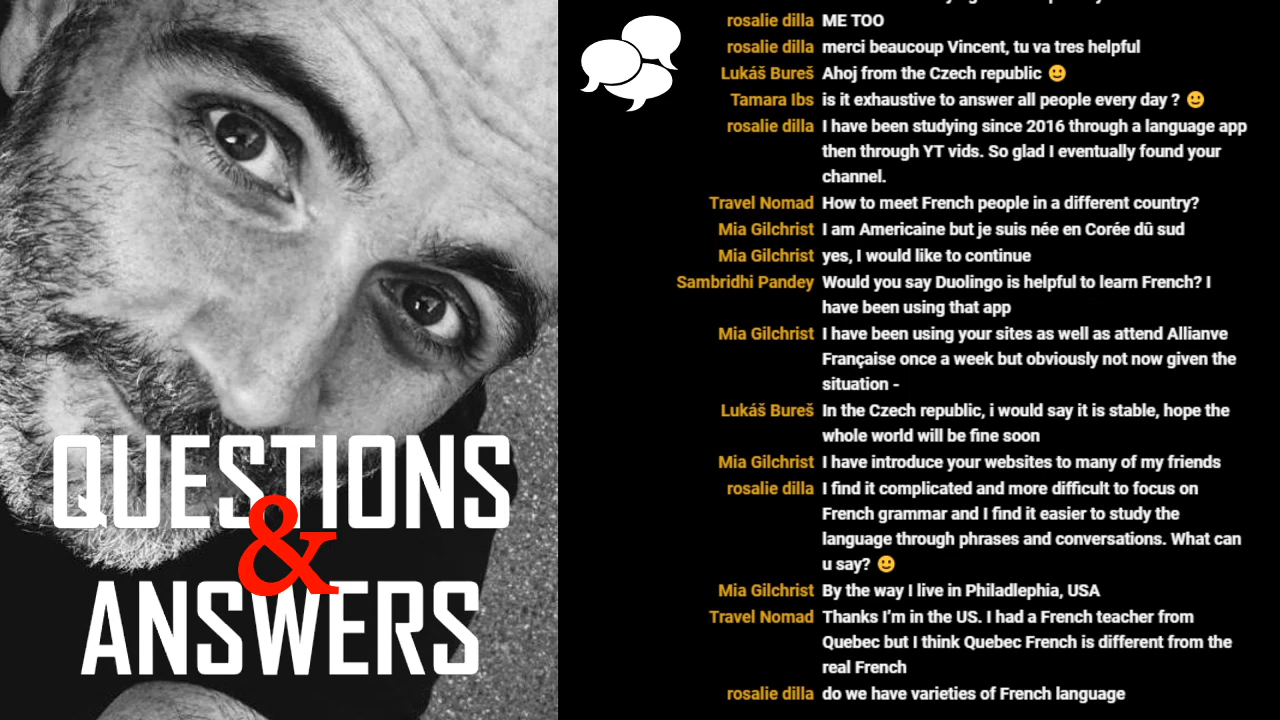 QUESTIONS
&
ANSWERS
rosalie dilla ME TOO
rosalie dilla merci beaucoup Vincent, tu va tres helpful
Lukáš Bureš Ahoj from the Czech republic 🙂
Tamara Ibs is it exhaustive to answer all people every day ? 🙂
rosalie dilla I have been studying since 2016 through a language app
then through YT vids. So glad I eventually found your
channel.
Travel Nomad How to meet French people in a different country?
Mia Gilchrist I am Americaine but je suis née en Corée dû sud
Mia Gilchrist yes, I would like to continue
Sambridhi Pandey Would you say Duolingo is helpful to learn French? I
have been using that app
Mia Gilchrist I have been using your sites as well as attend Allianve
Française once a week but obviously not now given the
situation -
Lukáš Bureš In the Czech republic, i would say it is stable, hope the
whole world will be fine soon
Mia Gilchrist I have introduce your websites to many of my friends
rosalie dilla I find it complicated and more difficult to focus on
French grammar and I find it easier to study the
language through phrases and conversations. What can
u say? 🙂
Mia Gilchrist By the way I live in Philadlephia, USA
Travel Nomad Thanks I'm in the US. I had a French teacher from
Quebec but I think Quebec French is different from the
real French
rosalie dilla do we have varieties of French language